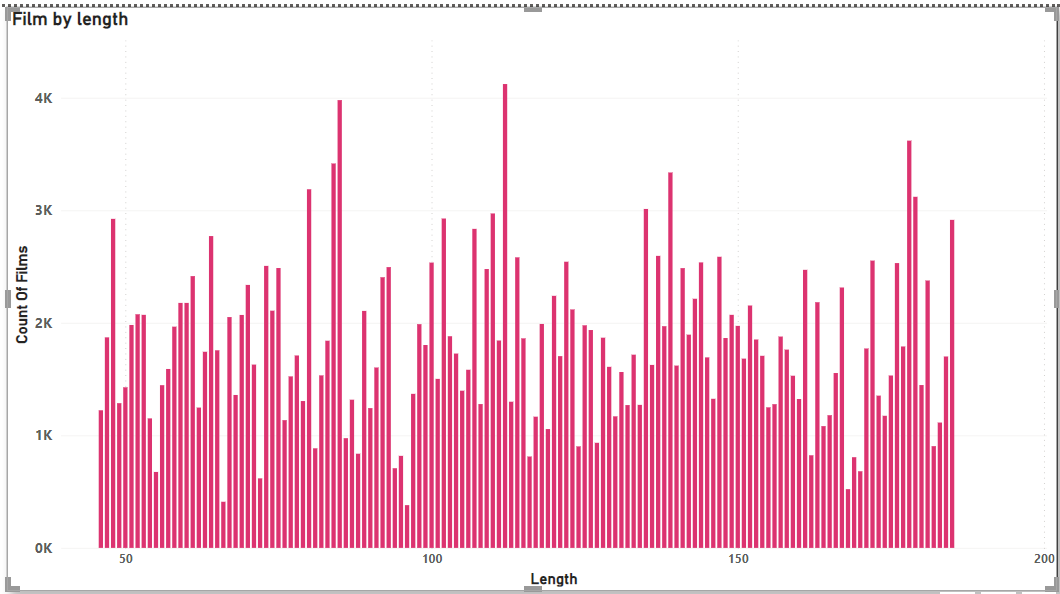 Film by length
Count Of Films
4K
3K
2K
1K
0K
50
100
150
200
Length